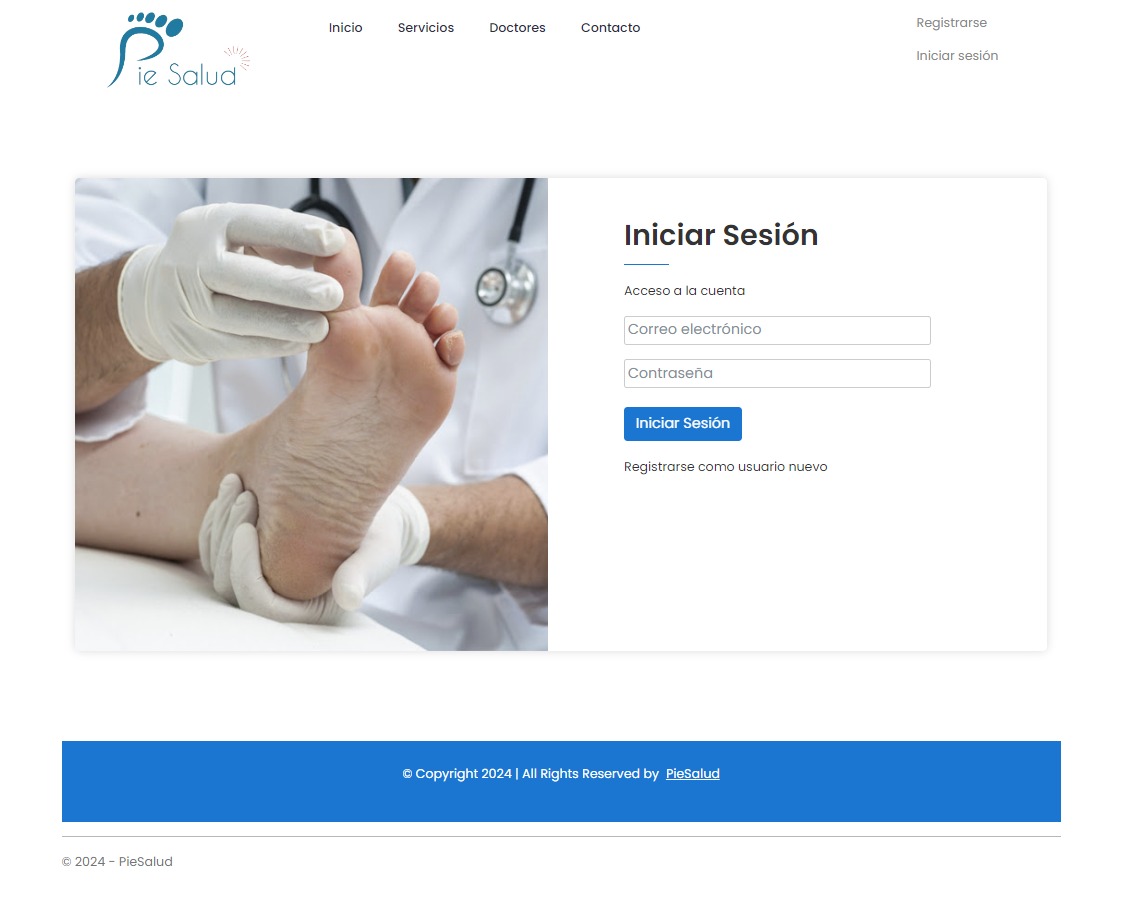 Pie Salud
Inicio Servicios Doctores Contacto
Registrarse
Iniciar sesión
Iniciar Sesión
Acceso a la cuenta
Correo electrónico
Contraseña
Iniciar Sesión
Registrarse como usuario nuevo
© Copyright 2024 | All Rights Reserved by PieSalud
© 2024 - PieSalud